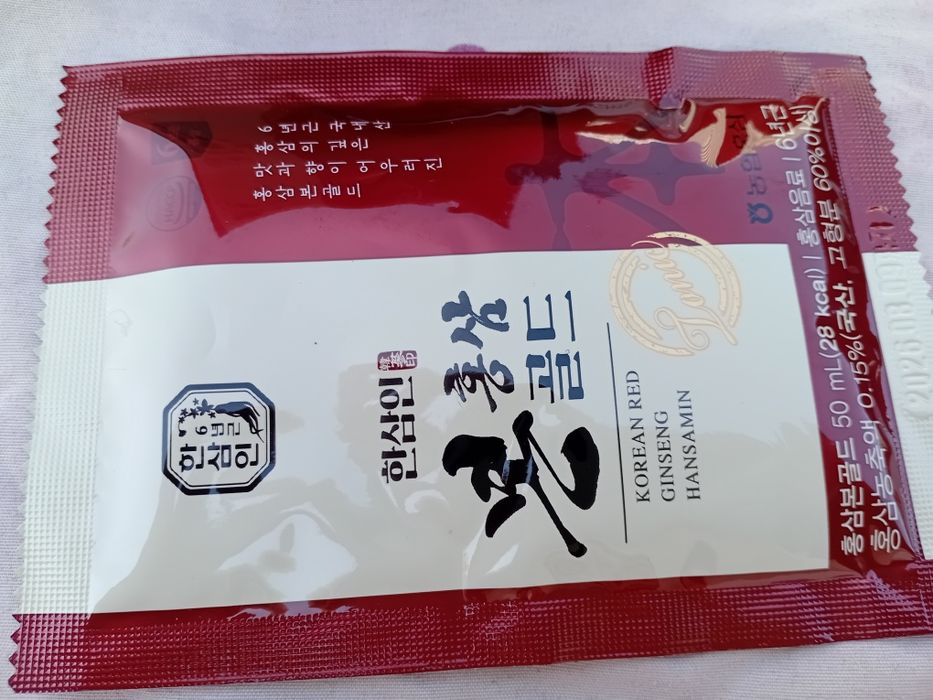 6년근 국내산
홍삼의 깊은
맛과 향이 어우러진
홍삼본골드
6년근
한
삼
인
한삼인
홍삼
본
골드
KOREAN RED
GINSENG
HANSAMIN
농협
홍삼본골드 50 mL(28 kcal) | 홍삼음료 | 6년근
홍삼농축액 0.15%(국산, 고형분 60%이상)